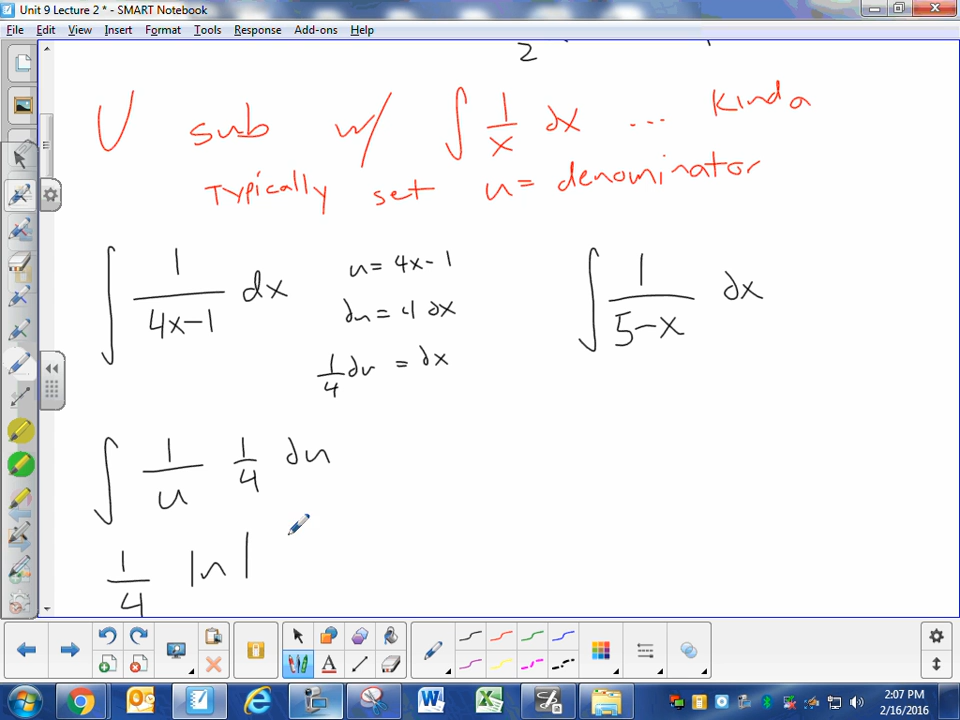 Unit 9 Lecture 2 * - SMART Notebook
File Edit View Insert Format Tools Response Add-ons Help
2
U sub w/ ∫ 1/x dx ... Kinda
Typically set u = denominator
∫ 1/(4x-1) dx
u = 4x-1
du = 4 dx
1/4 du = dx
∫ 1/(5-x) dx
∫ 1/u 1/4 du
1/4 ln |
A
2:07 PM
2/16/2016